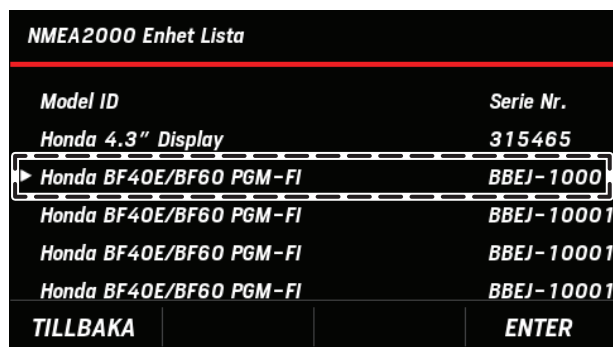 NMEA2000 Enhet Lista
Model ID Serie Nr.
Honda 4.3″ Display 315465
Honda BF40E/BF60 PGM-FI BBEJ-1000
Honda BF40E/BF60 PGM-FI BBEJ-10001
Honda BF40E/BF60 PGM-FI BBEJ-10001
Honda BF40E/BF60 PGM-FI BBEJ-10001
TILLBAKA ENTER